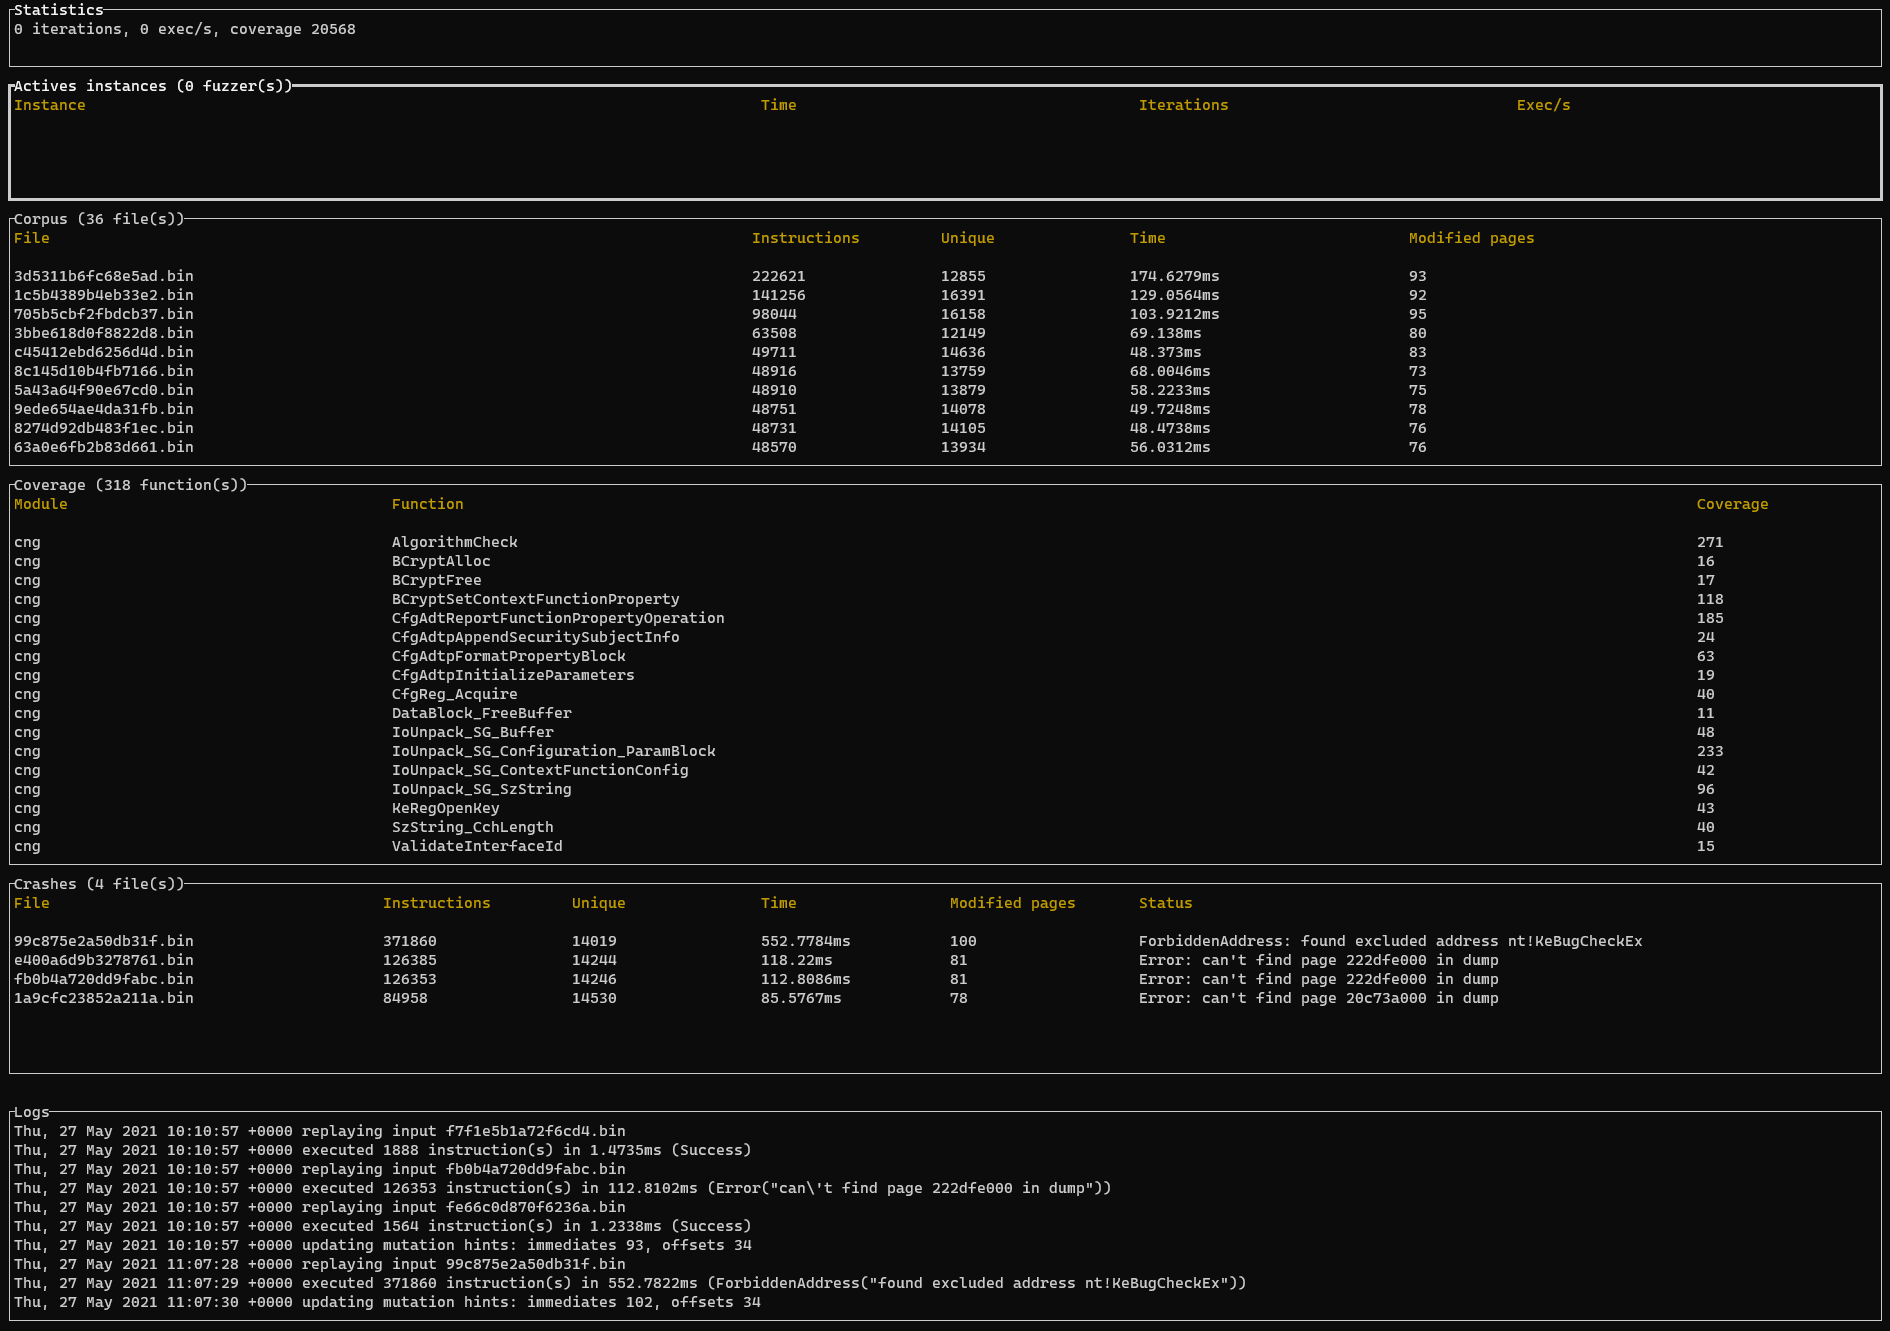 Statistics
0 iterations, 0 exec/s, coverage 20568
Actives instances (0 fuzzer(s))
Instance Time Iterations Exec/s
Corpus (36 file(s))
File Instructions Unique Time Modified pages
3d5311b6fc68e5ad.bin 222621 12855 174.6279ms 93
1c5b4389b4eb33e2.bin 141256 16391 129.0564ms 92
705b5cbf2fbdcb37.bin 98044 16158 103.9212ms 95
3bbe618d0f8822d8.bin 63508 12149 69.138ms 80
c45412ebd6256d4d.bin 49711 14636 48.373ms 83
8c145d10b4fb7166.bin 48916 13759 68.0046ms 73
5a43a64f90e67cd0.bin 48910 13879 58.2233ms 75
9ede654ae4da31fb.bin 48751 14078 49.7248ms 78
8274d92db483f1ec.bin 48731 14105 48.4738ms 76
63a0e6fb2b83d661.bin 48570 13934 56.0312ms 76
Coverage (318 function(s))
Module Function Coverage
cng AlgorithmCheck 271
cng BCryptAlloc 16
cng BCryptFree 17
cng BCryptSetContextFunctionProperty 118
cng CfgAdtReportFunctionPropertyOperation 185
cng CfgAdtpAppendSecuritySubjectInfo 24
cng CfgAdtpFormatPropertyBlock 63
cng CfgAdtpInitializeParameters 19
cng CfgReg_Acquire 40
cng DataBlock_FreeBuffer 11
cng IoUnpack_SG_Buffer 48
cng IoUnpack_SG_Configuration_ParamBlock 233
cng IoUnpack_SG_ContextFunctionConfig 42
cng IoUnpack_SG_SzString 96
cng KeRegOpenKey 43
cng SzString_CchLength 40
cng ValidateInterfaceId 15
Crashes (4 file(s))
File Instructions Unique Time Modified pages Status
99c875e2a50db31f.bin 371860 14019 552.7784ms 100 ForbiddenAddress: found excluded address nt!KeBugCheckEx
e400a6d9b3278761.bin 126385 14244 118.22ms 81 Error: can't find page 222dfe000 in dump
fb0b4a720dd9fabc.bin 126353 14246 112.8086ms 81 Error: can't find page 222dfe000 in dump
1a9cfc23852a211a.bin 84958 14530 85.5767ms 78 Error: can't find page 20c73a000 in dump
Logs
Thu, 27 May 2021 10:10:57 +0000 replaying input f7f1e5b1a72f6cd4.bin
Thu, 27 May 2021 10:10:57 +0000 executed 1888 instruction(s) in 1.4735ms (Success)
Thu, 27 May 2021 10:10:57 +0000 replaying input fb0b4a720dd9fabc.bin
Thu, 27 May 2021 10:10:57 +0000 executed 126353 instruction(s) in 112.8102ms (Error("can\'t find page 222dfe000 in dump"))
Thu, 27 May 2021 10:10:57 +0000 replaying input fe66c0d870f6236a.bin
Thu, 27 May 2021 10:10:57 +0000 executed 1564 instruction(s) in 1.2338ms (Success)
Thu, 27 May 2021 10:10:57 +0000 updating mutation hints: immediates 93, offsets 34
Thu, 27 May 2021 11:07:28 +0000 replaying input 99c875e2a50db31f.bin
Thu, 27 May 2021 11:07:29 +0000 executed 371860 instruction(s) in 552.7822ms (ForbiddenAddress("found excluded address nt!KeBugCheckEx"))
Thu, 27 May 2021 11:07:30 +0000 updating mutation hints: immediates 102, offsets 34